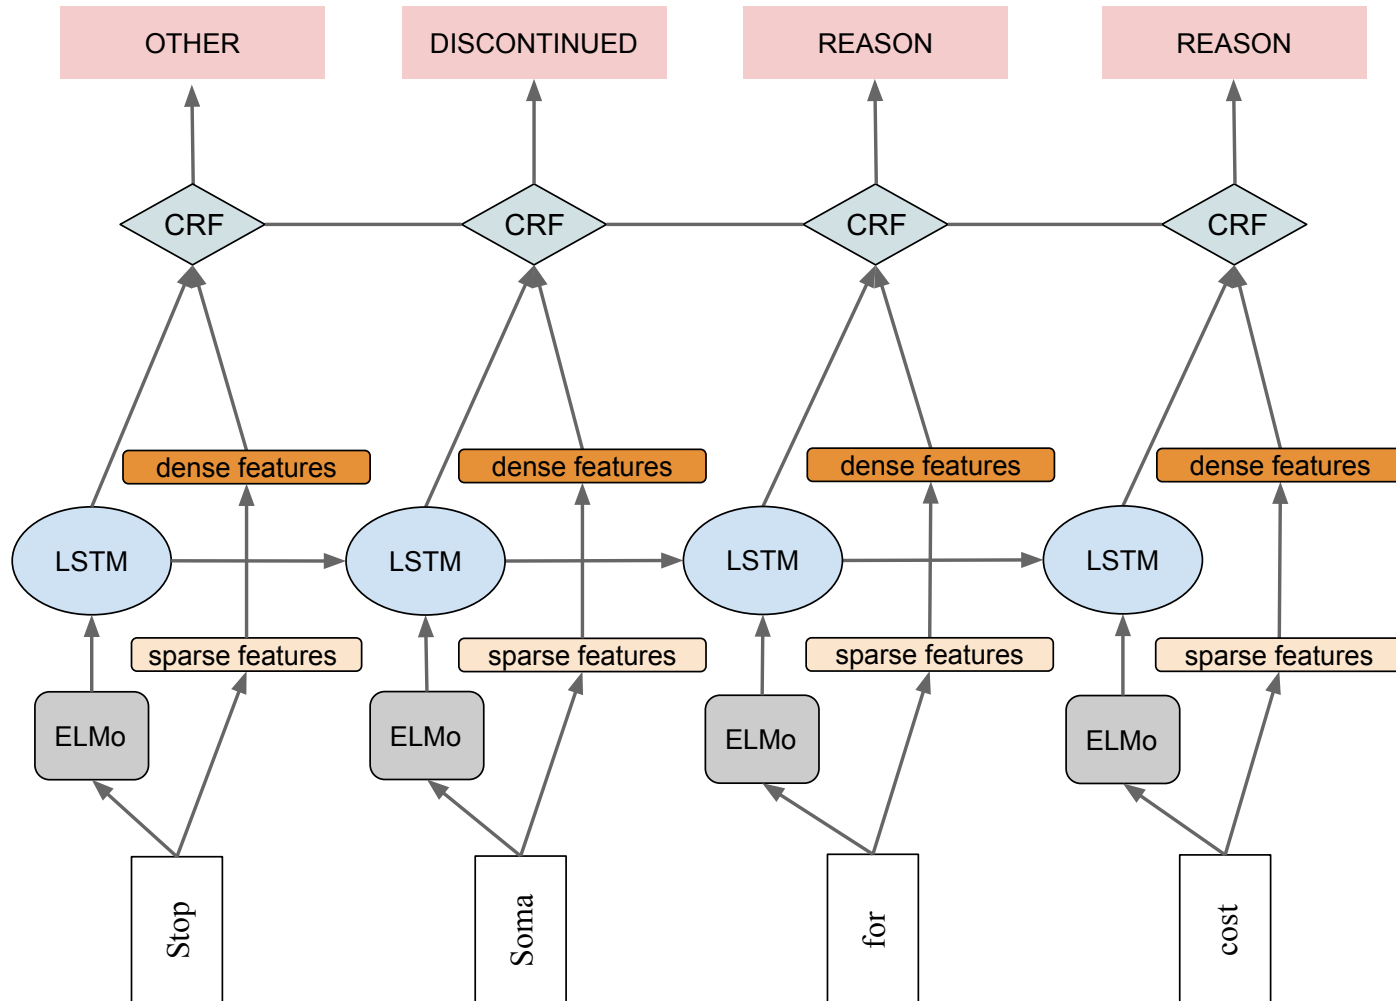 OTHER DISCONTINUED REASON REASON
CRF CRF CRF CRF
dense features dense features dense features dense features
LSTM LSTM LSTM LSTM
sparse features sparse features sparse features sparse features
ELMo ELMo ELMo ELMo
Stop Soma for cost